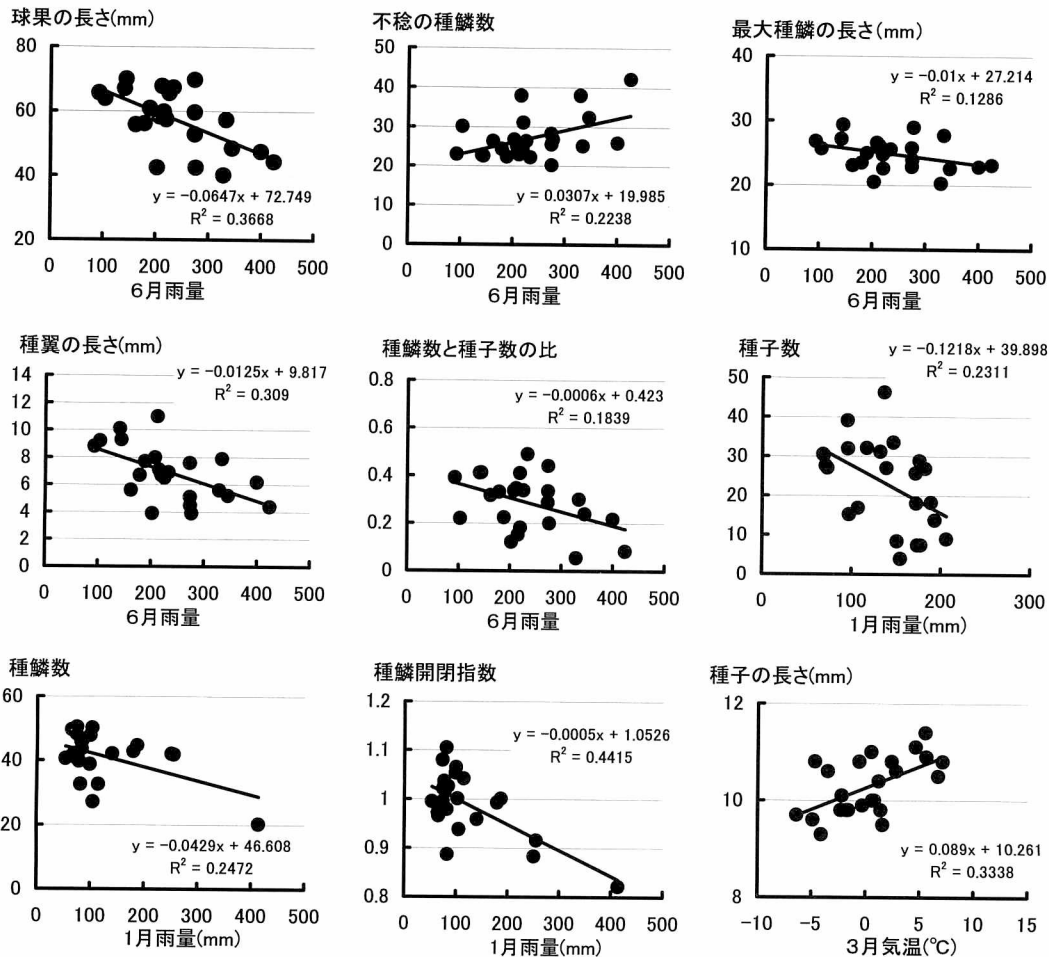 球果の長さ(mm)
80
60
40
20
0 100 200 300 400 500
6月雨量
y = -0.0647x + 72.749
R² = 0.3668
不稔の種鱗数
50
40
30
20
10
0
0 100 200 300 400 500
6月雨量
y = 0.0307x + 19.985
R² = 0.2238
最大種鱗の長さ(mm)
40
30
20
10
0 100 200 300 400 500
6月雨量
y = -0.01x + 27.214
R² = 0.1286
種翼の長さ(mm)
14
12
10
8
6
4
2
0
0 100 200 300 400 500
6月雨量
y = -0.0125x + 9.817
R² = 0.309
種鱗数と種子数の比
0.8
0.6
0.4
0.2
0
0 100 200 300 400 500
6月雨量
y = -0.0006x + 0.423
R² = 0.1839
種子数
50
40
30
20
10
0
0 100 200 300
1月雨量(mm)
y = -0.1218x + 39.898
R² = 0.2311
種鱗数
60
40
20
0
0 100 200 300 400 500
1月雨量(mm)
y = -0.0429x + 46.608
R² = 0.2472
種鱗開閉指数
1.2
1.1
1
0.9
0.8
0 100 200 300 400 500
1月雨量(mm)
y = -0.0005x + 1.0526
R² = 0.4415
種子の長さ(mm)
12
10
8
-10 -5 0 5 10 15
3月気温(℃)
y = 0.089x + 10.261
R² = 0.3338